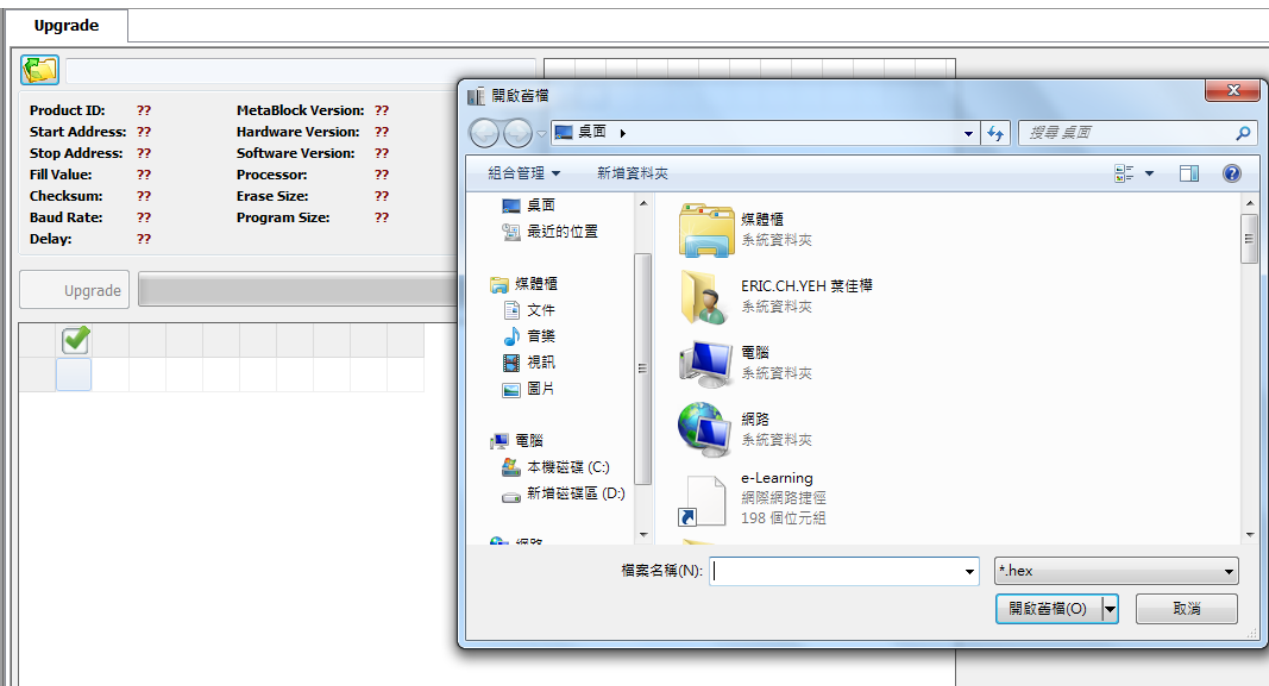 Upgrade
Product ID: ?? MetaBlock Version: ??
Start Address: ?? Hardware Version: ??
Stop Address: ?? Software Version: ??
Fill Value: ?? Processor: ??
Checksum: ?? Erase Size: ??
Baud Rate: ?? Program Size: ??
Delay: ??
Upgrade
開啟舊檔
桌面
搜尋 桌面
組合管理 新增資料夾
桌面
最近的位置
媒體櫃
文件
音樂
視訊
圖片
電腦
本機磁碟 (C:)
新增磁碟區 (D:)
網路
媒體櫃
系統資料夾
ERIC.CH.YEH 葉佳樺
系統資料夾
電腦
系統資料夾
網路
系統資料夾
e-Learning
網際網路捷徑
198 個位元組
檔案名稱(N): *.hex
開啟舊檔(O) 取消